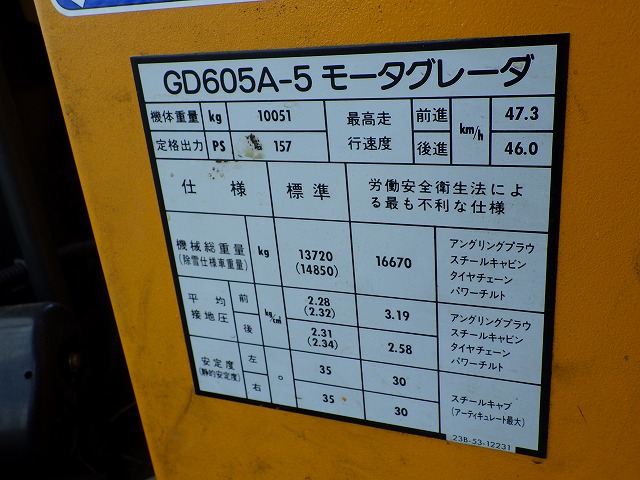 GD605A-5 モータグレーダ
機体重量 kg 10051 最高走行速度 前進 km/h 47.3
定格出力 PS 157 後進 46.0
仕様 標準 労働安全衛生法によ
る最も不利な仕様
機械総重量 kg 13720 16670 アングリングプラウ
(除雪仕様車重量) (14850) スチールキャビン
タイヤチェーン
パワーチルト
平均接地圧 前 kg/cm² 2.28 3.19 アングリングプラウ
(2.32) スチールキャビン
後 2.31 2.58 タイヤチェーン
(2.34) パワーチルト
安定度 左 ° 35 30 スチールキャブ
(静的安定度) 右 35 30 (アーティキュレート最大)
23B-53-12231